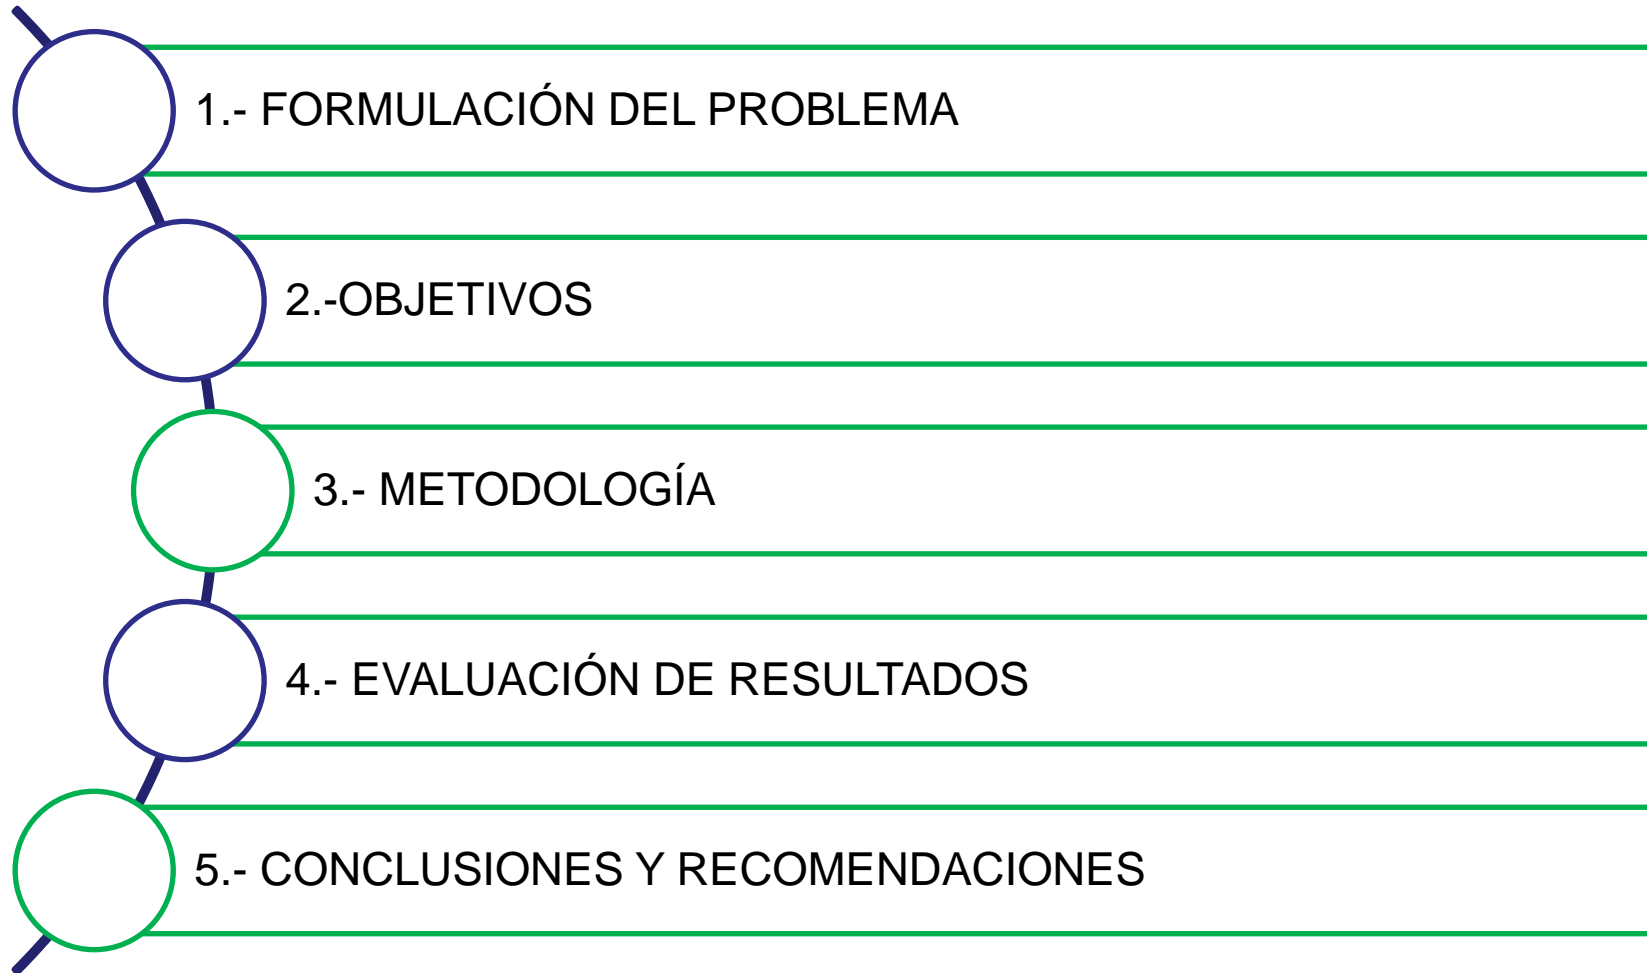 1.- FORMULACIÓN DEL PROBLEMA
2.-OBJETIVOS
3.- METODOLOGÍA
4.- EVALUACIÓN DE RESULTADOS
5.- CONCLUSIONES Y RECOMENDACIONES